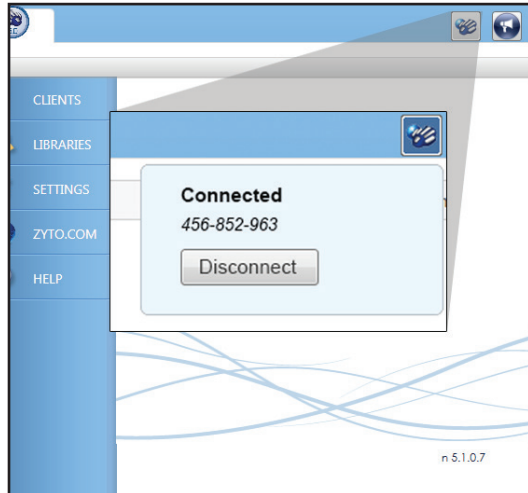 CLIENTS
LIBRARIES
SETTINGS
ZYTO.COM
HELP
Connected
456-852-963
Disconnect
n 5.1.0.7